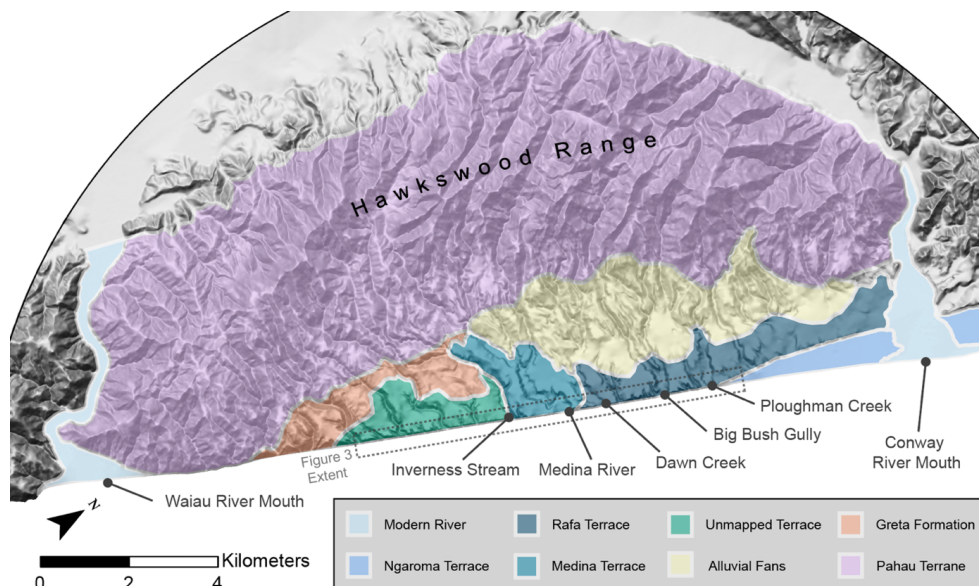 Hawkswood Range
Figure 3
Extent
Inverness Stream
Medina River
Dawn Creek
Big Bush Gully
Ploughman Creek
Conway
River Mouth
Waiau River Mouth
N
Kilometers
0 2 4
Modern River
Rafa Terrace
Unmapped Terrace
Greta Formation
Ngaroma Terrace
Medina Terrace
Alluvial Fans
Pahau Terrane